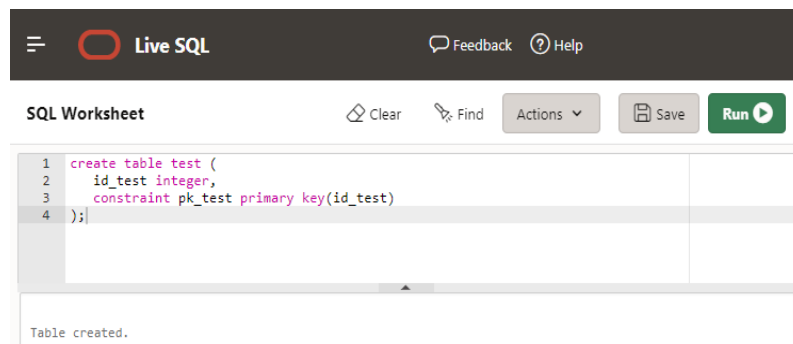 Live SQL Feedback ? Help
SQL Worksheet Clear Find Actions Save Run
1 create table test (
2 id_test integer,
3 constraint pk_test primary key(id_test)
4 );
Table created.